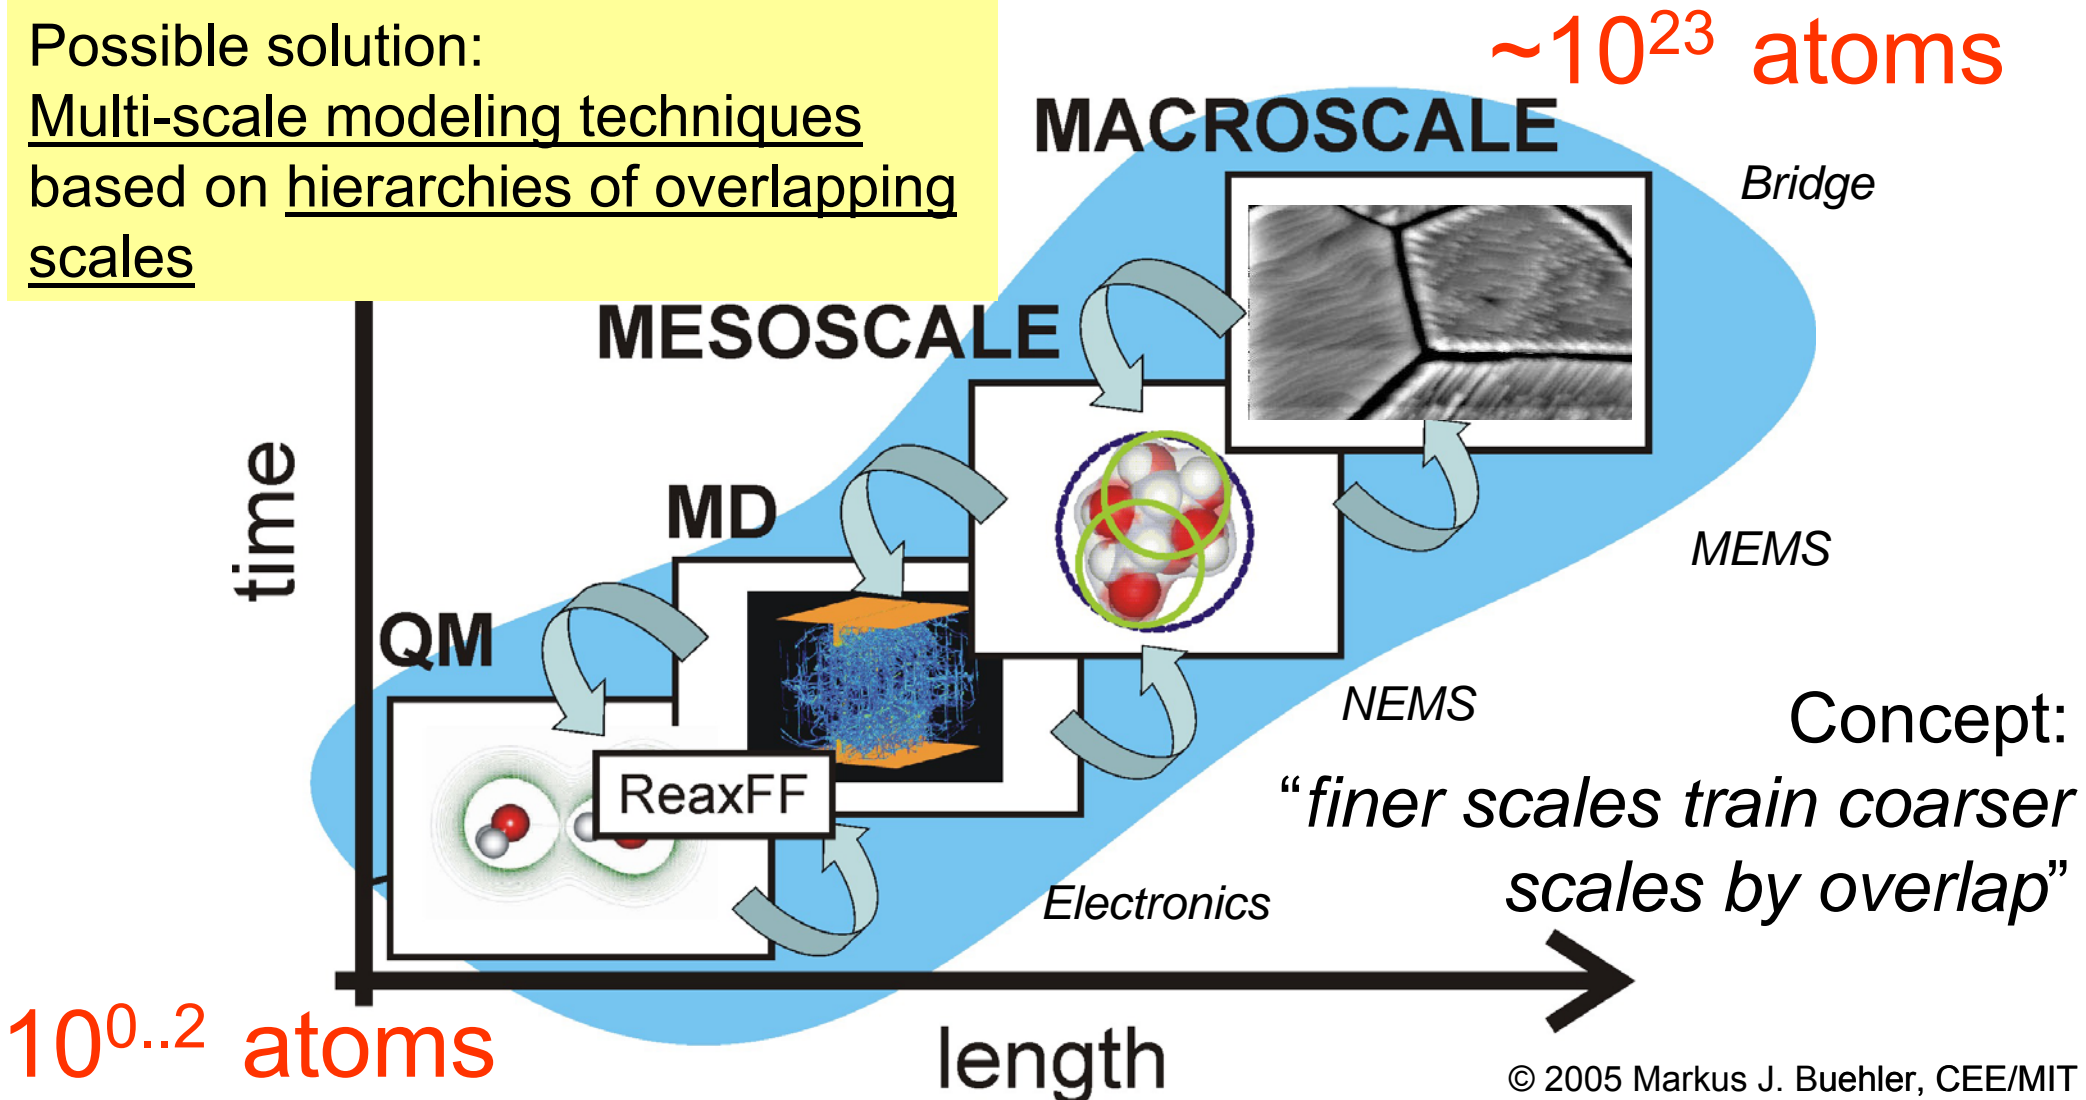 Possible solution:
Multi-scale modeling techniques
based on hierarchies of overlapping
scales
~10²³ atoms
MACROSCALE
Bridge
MESOSCALE
time
MD
MEMS
QM
NEMS
Concept:
“finer scales train coarser
scales by overlap”
ReaxFF
Electronics
10⁰··² atoms
length
© 2005 Markus J. Buehler, CEE/MIT